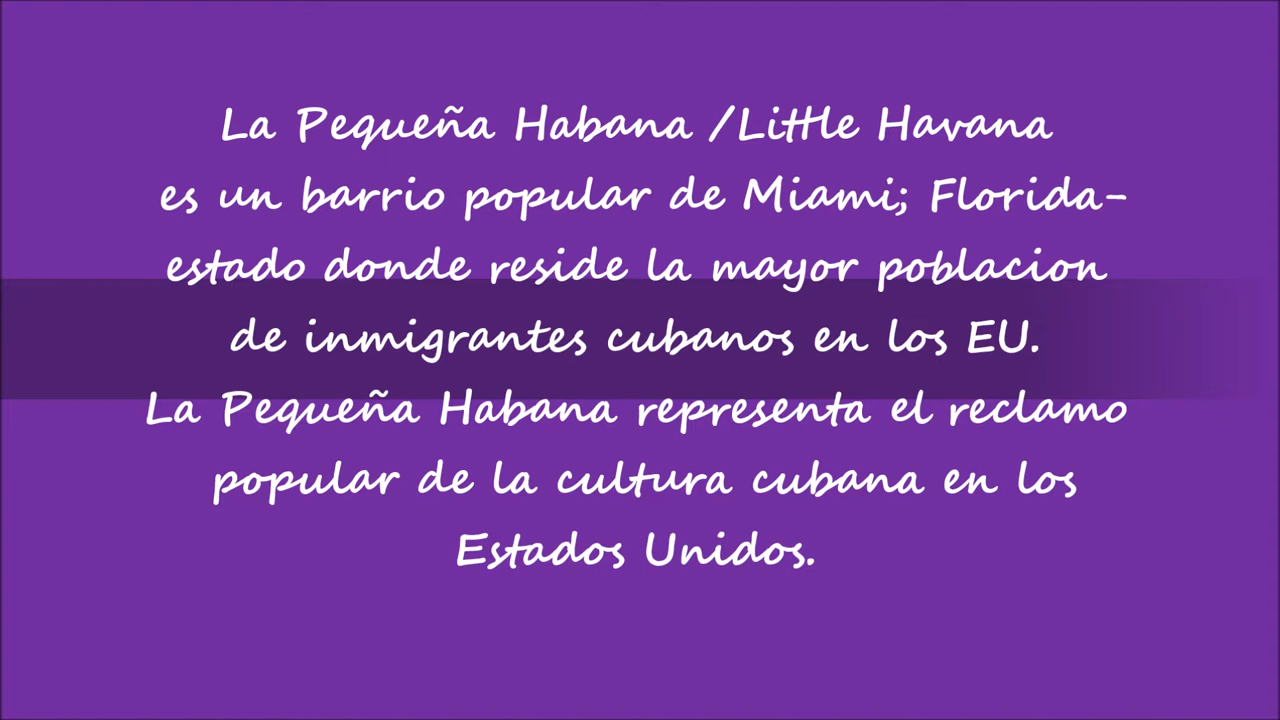 La Pequeña Habana /Little Havana
es un barrio popular de Miami; Florida-
estado donde reside la mayor poblacion
de inmigrantes cubanos en los EU.
La Pequeña Habana representa el reclamo
popular de la cultura cubana en los
Estados Unidos.